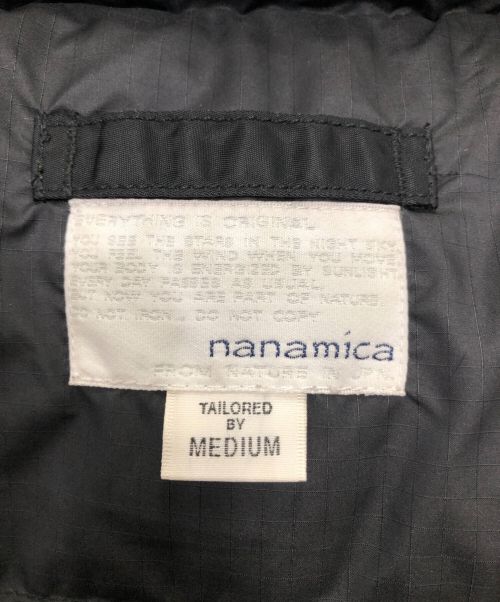 EVERYTHING IS ORIGINAL
YOU SEE THE STARS IN THE NIGHT SKY
YOU FEEL THE WIND WHEN YOU MOVE
YOUR BODY IS ENERGIZED BY SUNLIGHT
EVERY DAY PASSES AS USUAL
BUT NOW YOU ARE PART OF NATURE
DO NOT IRON... DO NOT COPY
nanamica
FROM NATURE IN JPN.
TAILORED
BY
MEDIUM